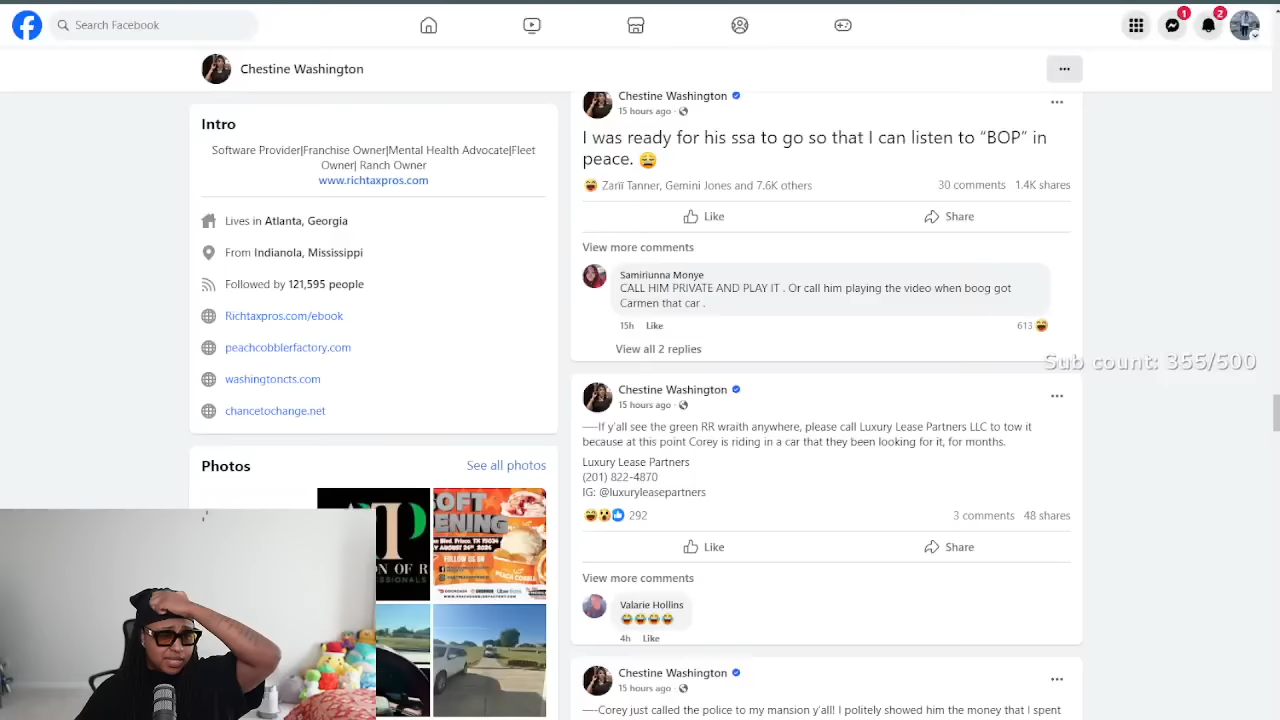 Search Facebook
1
2
Chestine Washington
Intro
Software Provider|Franchise Owner|Mental Health Advocate|Fleet
Owner| Ranch Owner
www.richtaxpros.com
Lives in Atlanta, Georgia
From Indianola, Mississippi
Followed by 121,595 people
Richtaxpros.com/ebook
peachcobblerfactory.com
washingtoncts.com
chancetochange.net
Photos
See all photos
OFT
ENING
Chestine Washington
15 hours ago
I was ready for his ssa to go so that I can listen to “BOP” in
peace. 😩
Zarïï Tanner, Gemini Jones and 7.6K others
30 comments 1.4K shares
Like
Share
View more comments
Samiriunna Monye
CALL HIM PRIVATE AND PLAY IT . Or call him playing the video when boog got
Carmen that car .
15h Like
613
View all 2 replies
Sub count: 355/500
Chestine Washington
15 hours ago
—-If y'all see the green RR wraith anywhere, please call Luxury Lease Partners LLC to tow it
because at this point Corey is riding in a car that they been looking for it, for months.
Luxury Lease Partners
(201) 822-4870
IG: @luxuryleasepartners
292
3 comments 48 shares
Like
Share
View more comments
Valarie Hollins
😂😂😂😂
4h Like
Chestine Washington
15 hours ago
—-Corey just called the police to my mansion y'all! I politely showed him the money that I spent